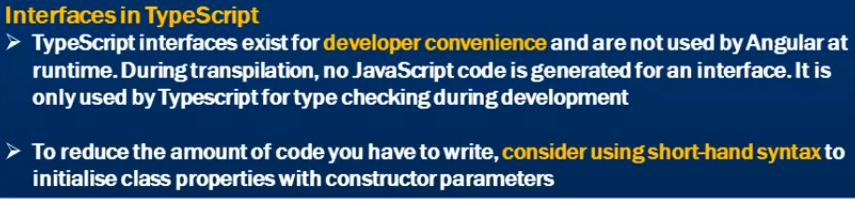 Interfaces in TypeScript
➢ TypeScript interfaces exist for developer convenience and are not used by Angular at
runtime. During transpilation, no JavaScript code is generated for an interface. It is
only used by Typescript for type checking during development
➢ To reduce the amount of code you have to write, consider using short-hand syntax to
initialise class properties with constructor parameters